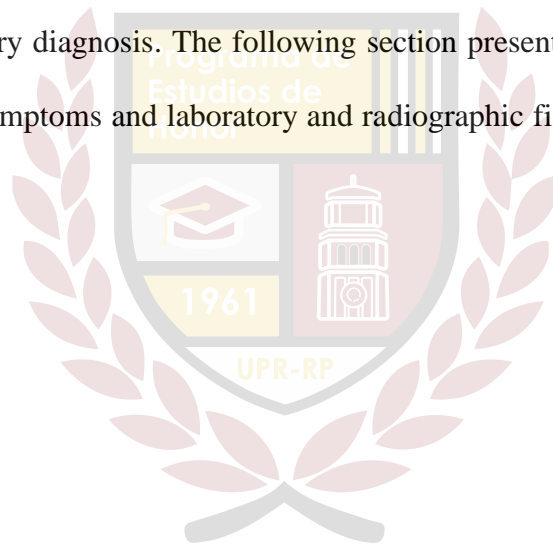 ry diagnosis. The following section present
Programa de
Estudios de
mptoms and laboratory and radiographic fi
Honor
1961
UPR-RP